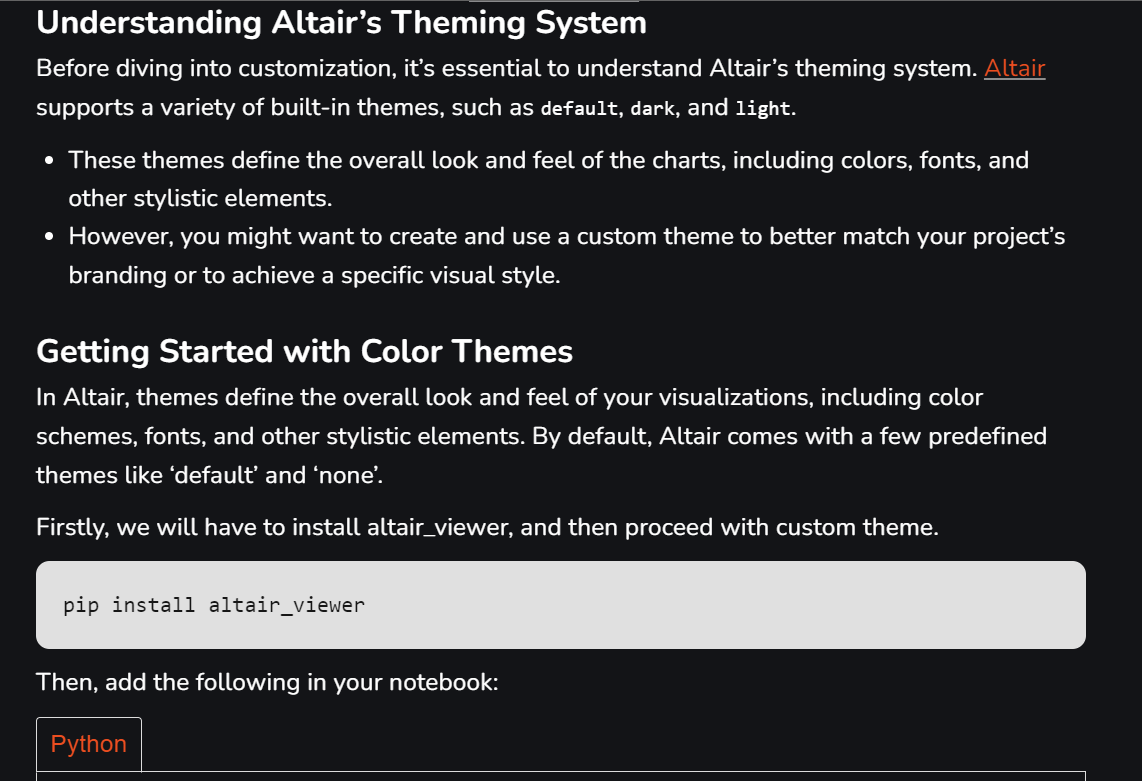 Understanding Altair’s Theming System
Before diving into customization, it’s essential to understand Altair’s theming system. Altair
supports a variety of built-in themes, such as default, dark, and light.
• These themes define the overall look and feel of the charts, including colors, fonts, and
other stylistic elements.
• However, you might want to create and use a custom theme to better match your project’s
branding or to achieve a specific visual style.
Getting Started with Color Themes
In Altair, themes define the overall look and feel of your visualizations, including color
schemes, fonts, and other stylistic elements. By default, Altair comes with a few predefined
themes like ‘default’ and ‘none’.
Firstly, we will have to install altair_viewer, and then proceed with custom theme.
pip install altair_viewer
Then, add the following in your notebook:
Python